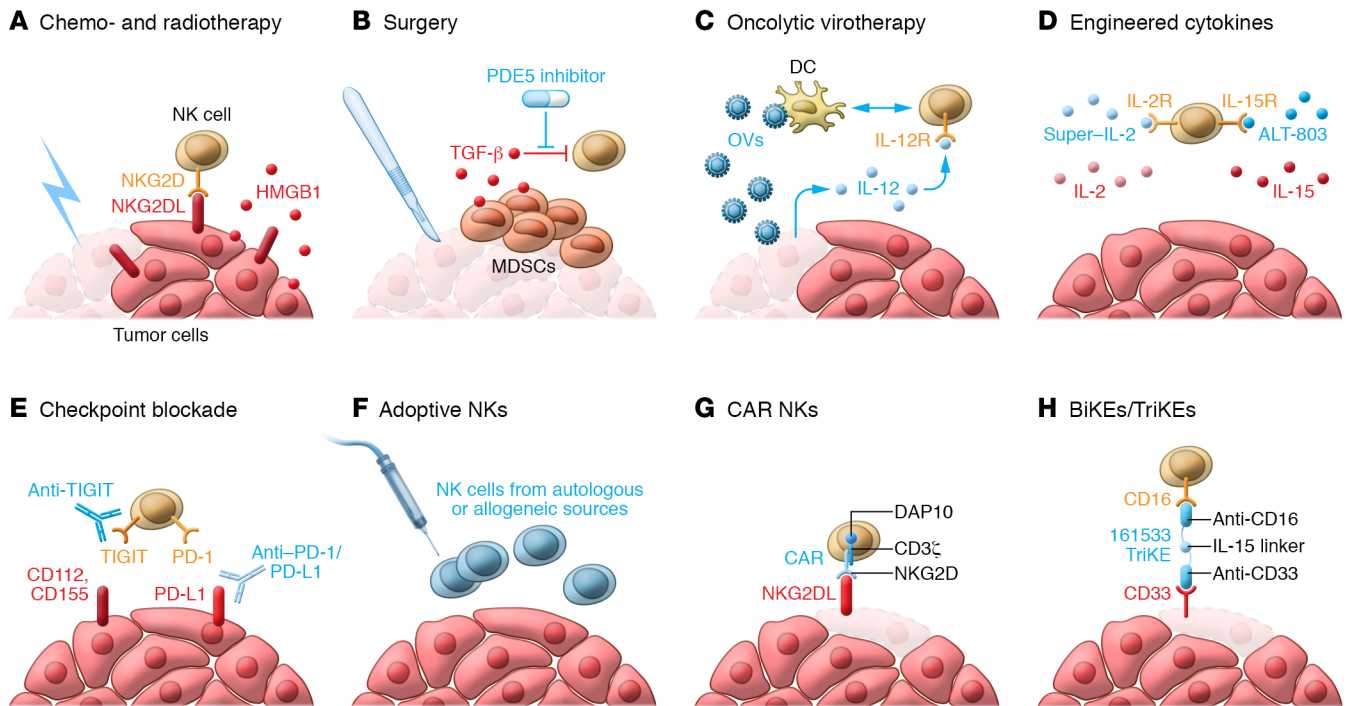 A Chemo- and radiotherapy
NK cell
NKG2D
NKG2DL
HMGB1
Tumor cells
B Surgery
PDE5 inhibitor
TGF-β
MDSCs
C Oncolytic virotherapy
DC
OVs
IL-12R
IL-12
D Engineered cytokines
IL-2R
IL-15R
Super–IL-2
ALT-803
IL-2
IL-15
E Checkpoint blockade
Anti-TIGIT
TIGIT
PD-1
Anti–PD-1/
PD-L1
CD112,
CD155
PD-L1
F Adoptive NKs
NK cells from autologous
or allogeneic sources
G CAR NKs
DAP10
CAR
CD3ζ
NKG2D
NKG2DL
H BiKEs/TriKEs
CD16
Anti-CD16
161533
TriKE
IL-15 linker
Anti-CD33
CD33